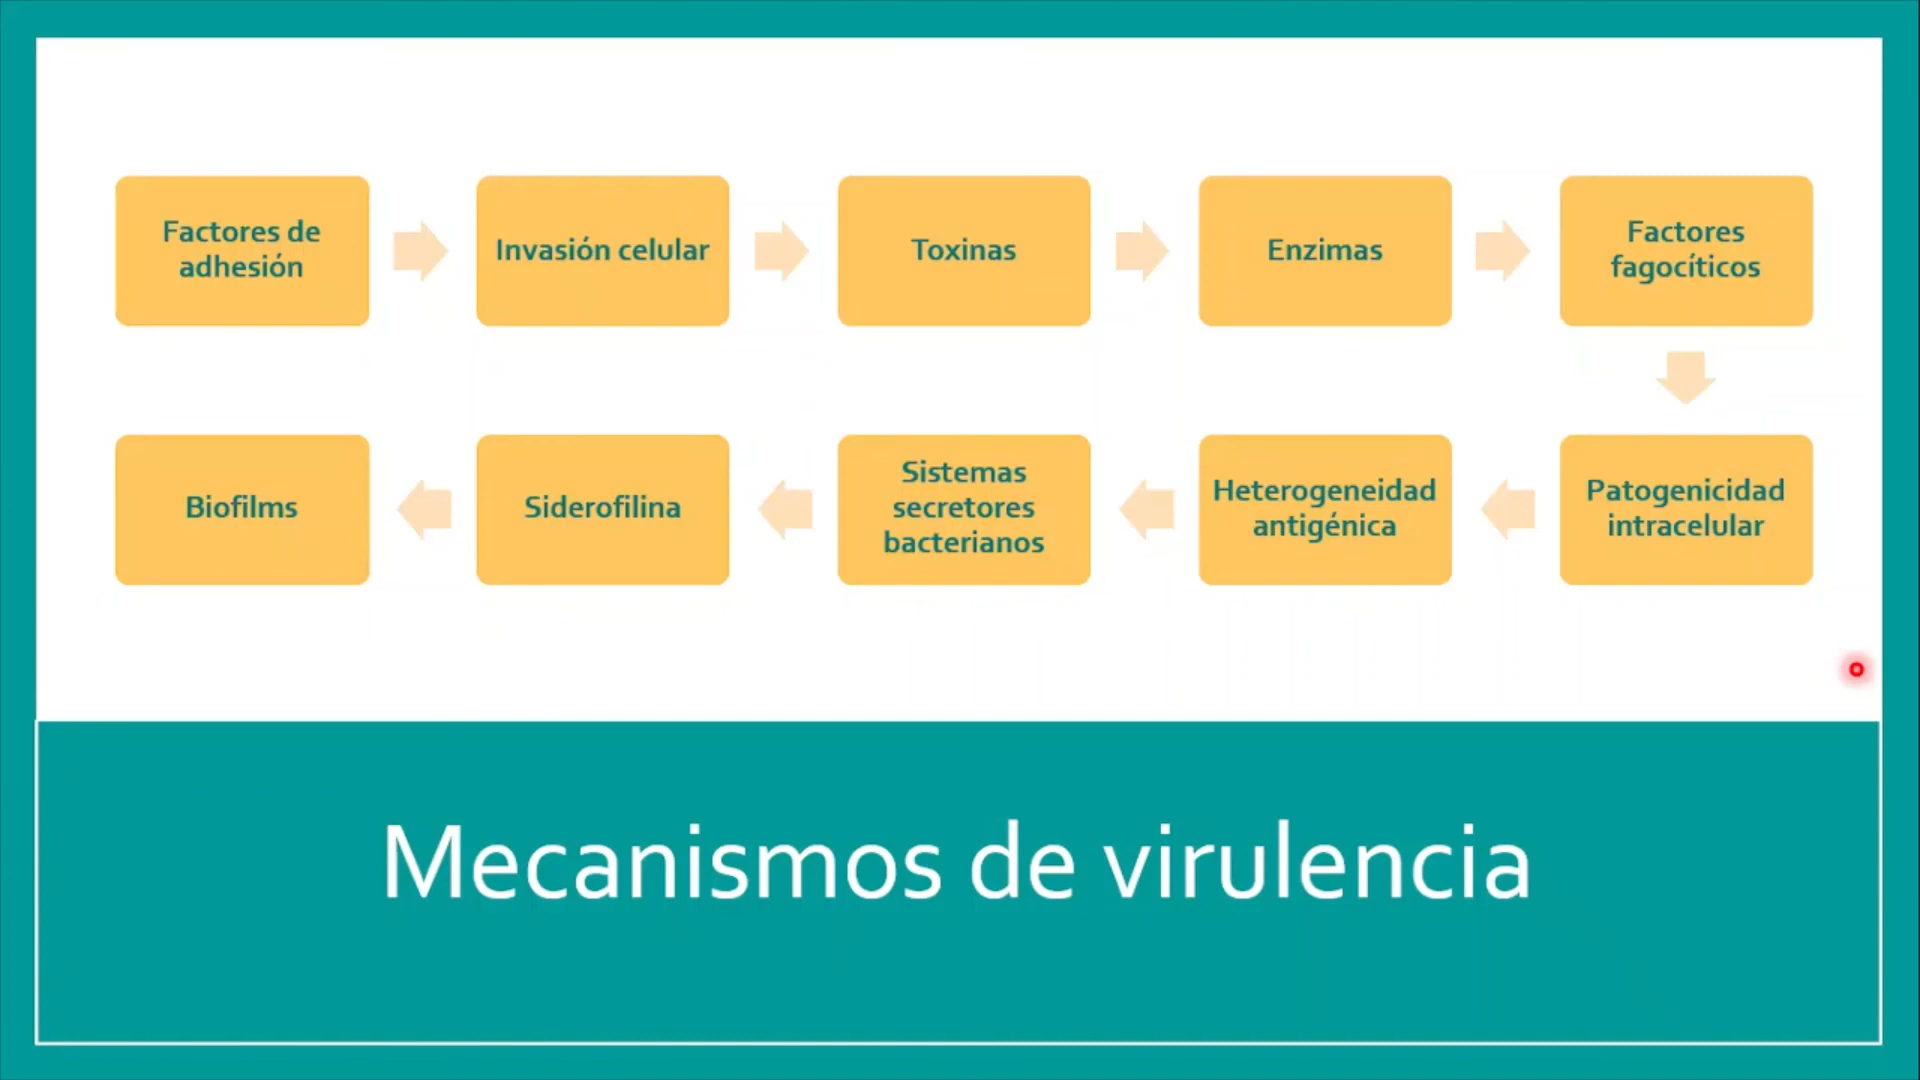 Factores de
adhesión
Invasión celular
Toxinas
Enzimas
Factores
fagocíticos
Patogenicidad
intracelular
Heterogeneidad
antigénica
Sistemas
secretores
bacterianos
Siderofilina
Biofilms
Mecanismos de virulencia